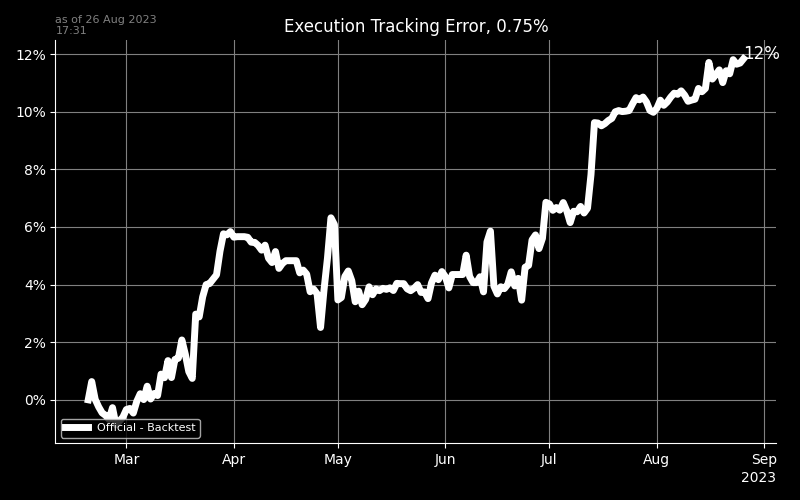 as of 26 Aug 2023
17:31
Execution Tracking Error, 0.75%
12%
12%
10%
8%
6%
4%
2%
0%
Official - Backtest
Mar Apr May Jun Jul Aug Sep
2023